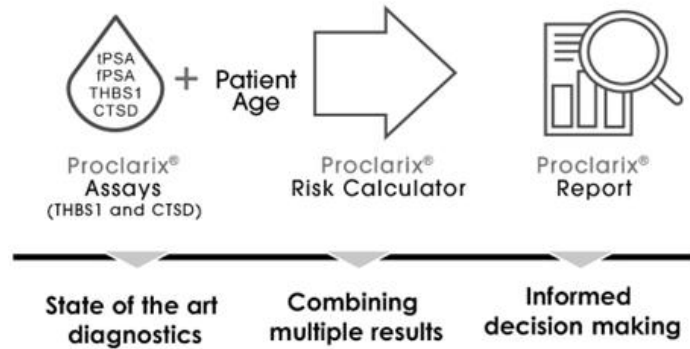 tPSA
fPSA
THBS1
CTSD
+
Patient
Age
Proclarix®
Assays
(THBS1 and CTSD)
Proclarix®
Risk Calculator
Proclarix®
Report
State of the art
diagnostics
Combining
multiple results
Informed
decision making